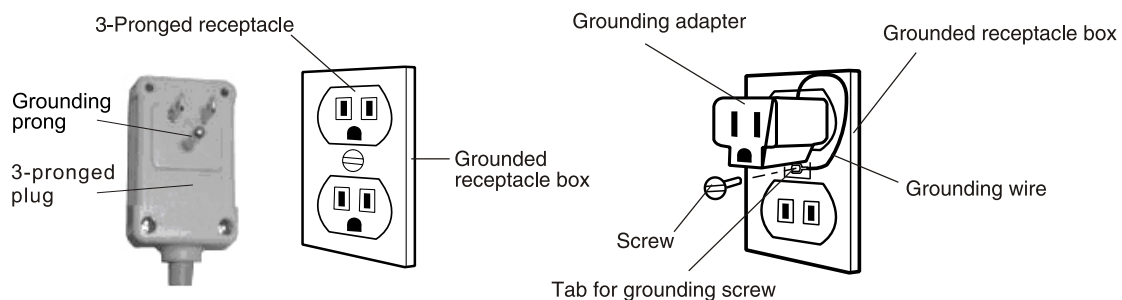 3-Pronged receptacle
Grounding
prong
3-pronged
plug
Grounded
receptacle box
Grounding adapter
Grounded receptacle box
Grounding wire
Screw
Tab for grounding screw